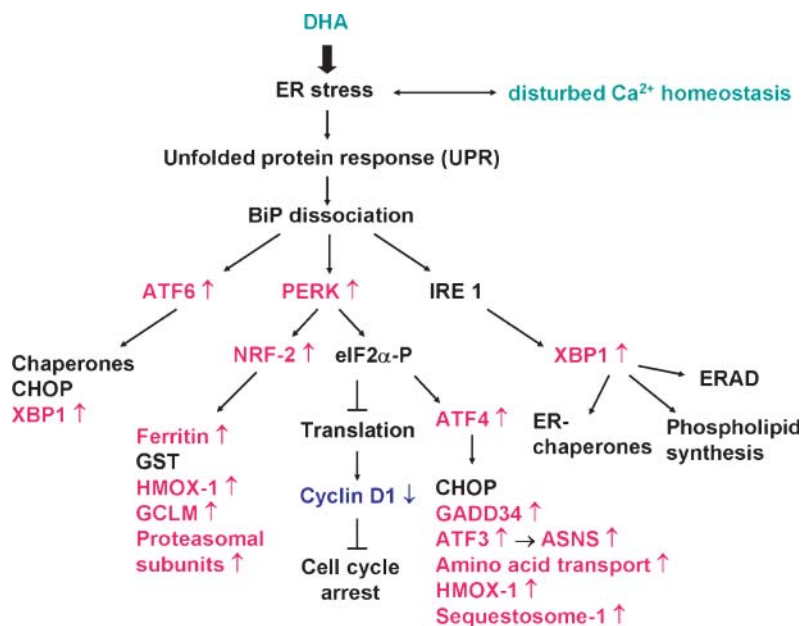 DHA
ER stress
disturbed Ca²⁺ homeostasis
Unfolded protein response (UPR)
BiP dissociation
ATF6 ↑
PERK ↑
IRE 1
Chaperones
CHOP
XBP1 ↑
NRF-2 ↑
eIF2α-P
XBP1 ↑
ERAD
ER-
chaperones
Phospholipid
synthesis
Ferritin ↑
GST
HMOX-1 ↑
GCLM ↑
Proteasomal
subunits ↑
Translation
Cyclin D1 ↓
Cell cycle
arrest
ATF4 ↑
CHOP
GADD34 ↑
ATF3 ↑ → ASNS ↑
Amino acid transport ↑
HMOX-1 ↑
Sequestosome-1 ↑